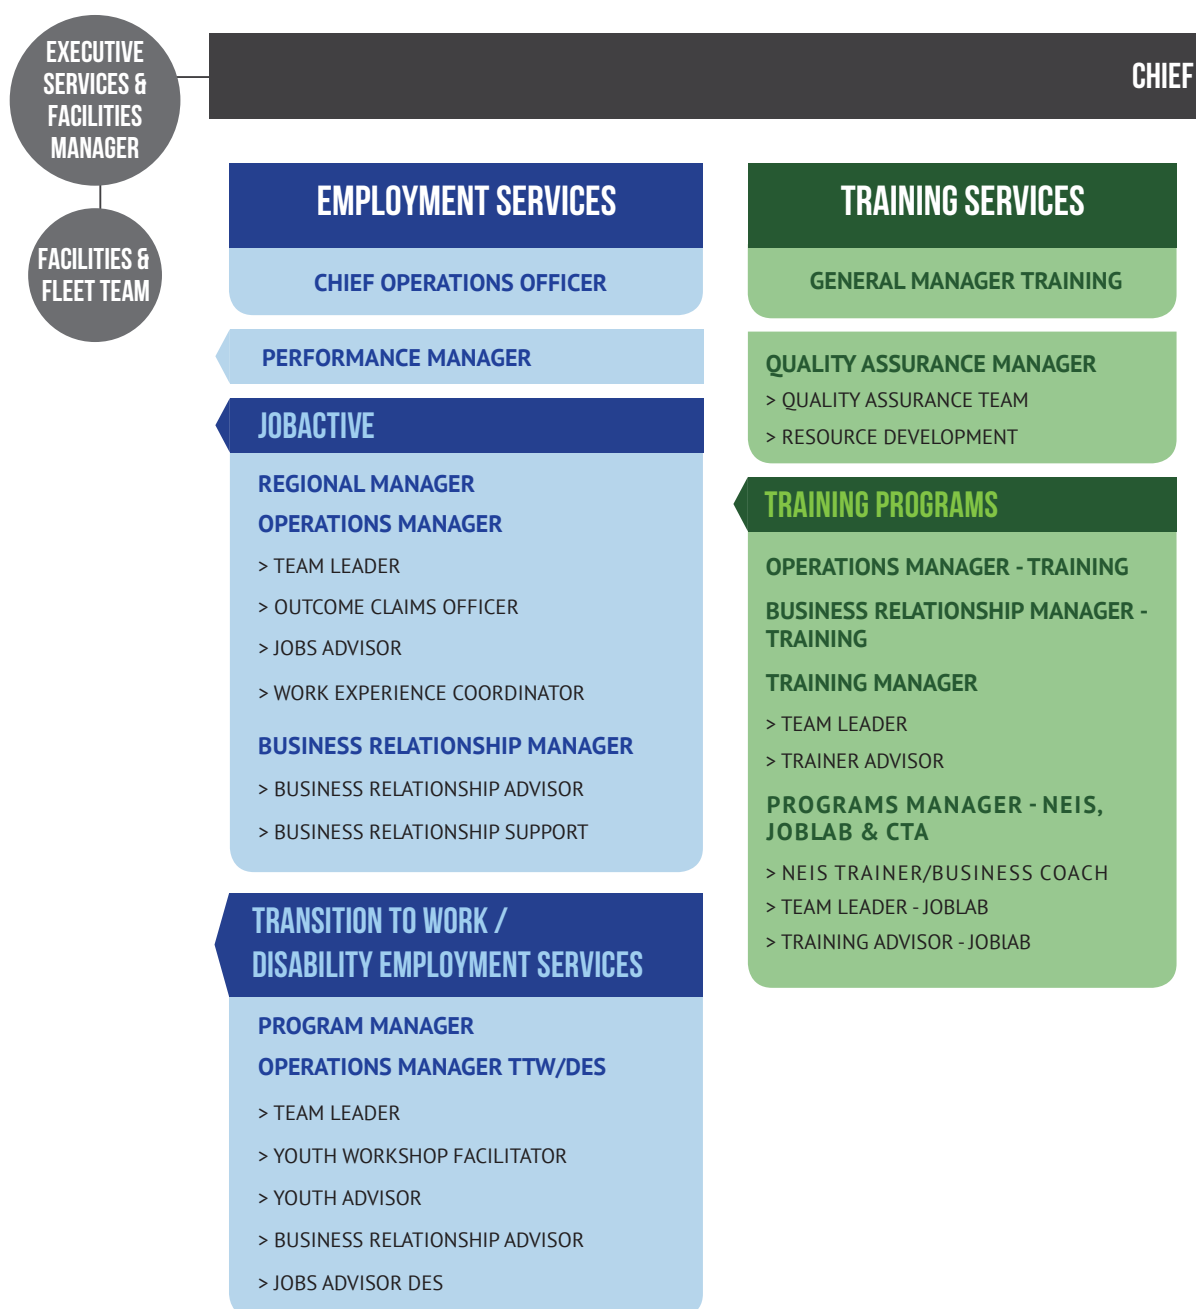 EXECUTIVE
SERVICES &
FACILITIES
MANAGER
FACILITIES &
FLEET TEAM
CHIEF
EMPLOYMENT SERVICES
CHIEF OPERATIONS OFFICER
PERFORMANCE MANAGER
JOBACTIVE
REGIONAL MANAGER
OPERATIONS MANAGER
> TEAM LEADER
> OUTCOME CLAIMS OFFICER
> JOBS ADVISOR
> WORK EXPERIENCE COORDINATOR
BUSINESS RELATIONSHIP MANAGER
> BUSINESS RELATIONSHIP ADVISOR
> BUSINESS RELATIONSHIP SUPPORT
TRANSITION TO WORK /
DISABILITY EMPLOYMENT SERVICES
PROGRAM MANAGER
OPERATIONS MANAGER TTW/DES
> TEAM LEADER
> YOUTH WORKSHOP FACILITATOR
> YOUTH ADVISOR
> BUSINESS RELATIONSHIP ADVISOR
> JOBS ADVISOR DES
TRAINING SERVICES
GENERAL MANAGER TRAINING
QUALITY ASSURANCE MANAGER
> QUALITY ASSURANCE TEAM
> RESOURCE DEVELOPMENT
TRAINING PROGRAMS
OPERATIONS MANAGER - TRAINING
BUSINESS RELATIONSHIP MANAGER -
TRAINING
TRAINING MANAGER
> TEAM LEADER
> TRAINER ADVISOR
PROGRAMS MANAGER - NEIS,
JOBLAB & CTA
> NEIS TRAINER/BUSINESS COACH
> TEAM LEADER - JOBLAB
> TRAINING ADVISOR - JOBlAB